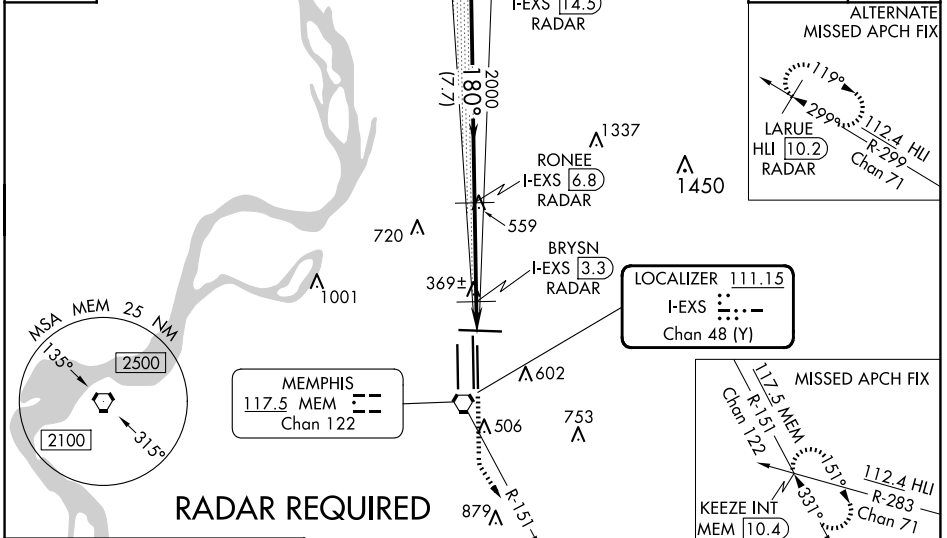 I-EXS 14.5
RADAR
2000
180°
(7.7)
ALTERNATE
MISSED APCH FIX
119°
299°
LARUE
HLI 10.2
RADAR
112.4 HLI
R-299
Chan 71
1337
1450
RONEE
I-EXS 6.8
RADAR
559
720
BRYSN
I-EXS 3.3
RADAR
369±
1001
LOCALIZER 111.15
I-EXS
Chan 48 (Y)
MSA MEM 25 NM
135°
2500
2100
315°
MEMPHIS
117.5 MEM
Chan 122
602
506
753
879
R-151
RADAR REQUIRED
MISSED APCH FIX
117.5 MEM
R-151
Chan 122
151°
331°
112.4 HLI
R-283
Chan 71
KEEZE INT
MEM 10.4